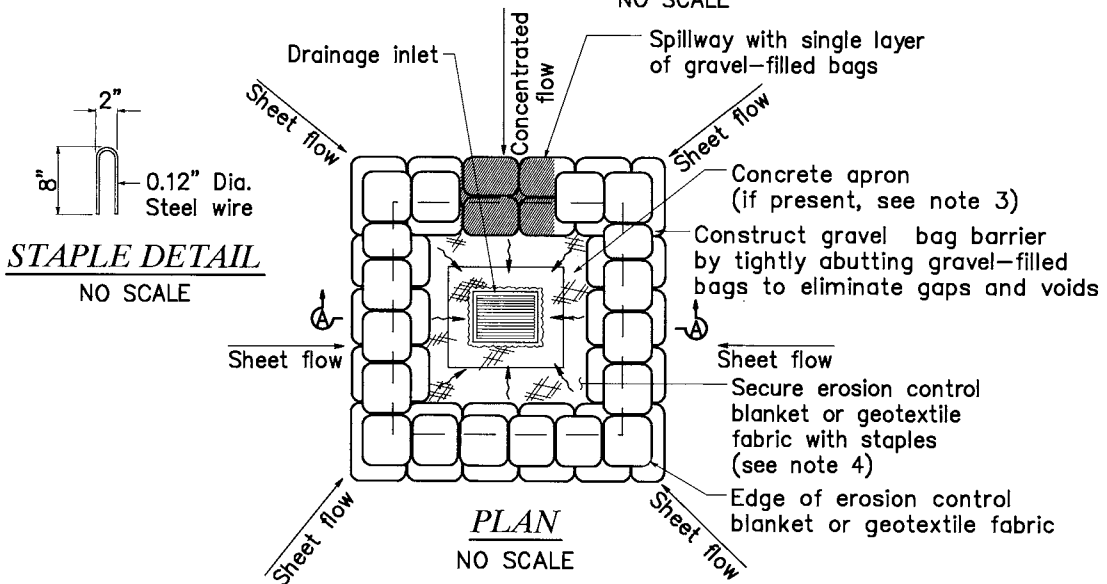 NO SCALE
Drainage inlet
Concentrated
flow
Spillway with single layer
of gravel-filled bags
Sheet flow
Sheet flow
2"
8"
0.12" Dia.
Steel wire
STAPLE DETAIL
NO SCALE
Concrete apron
(if present, see note 3)
Construct gravel bag barrier
by tightly abutting gravel-filled
bags to eliminate gaps and voids
A
A
Sheet flow
Sheet flow
Secure erosion control
blanket or geotextile
fabric with staples
(see note 4)
Edge of erosion control
blanket or geotextile fabric
Sheet flow
Sheet flow
PLAN
NO SCALE